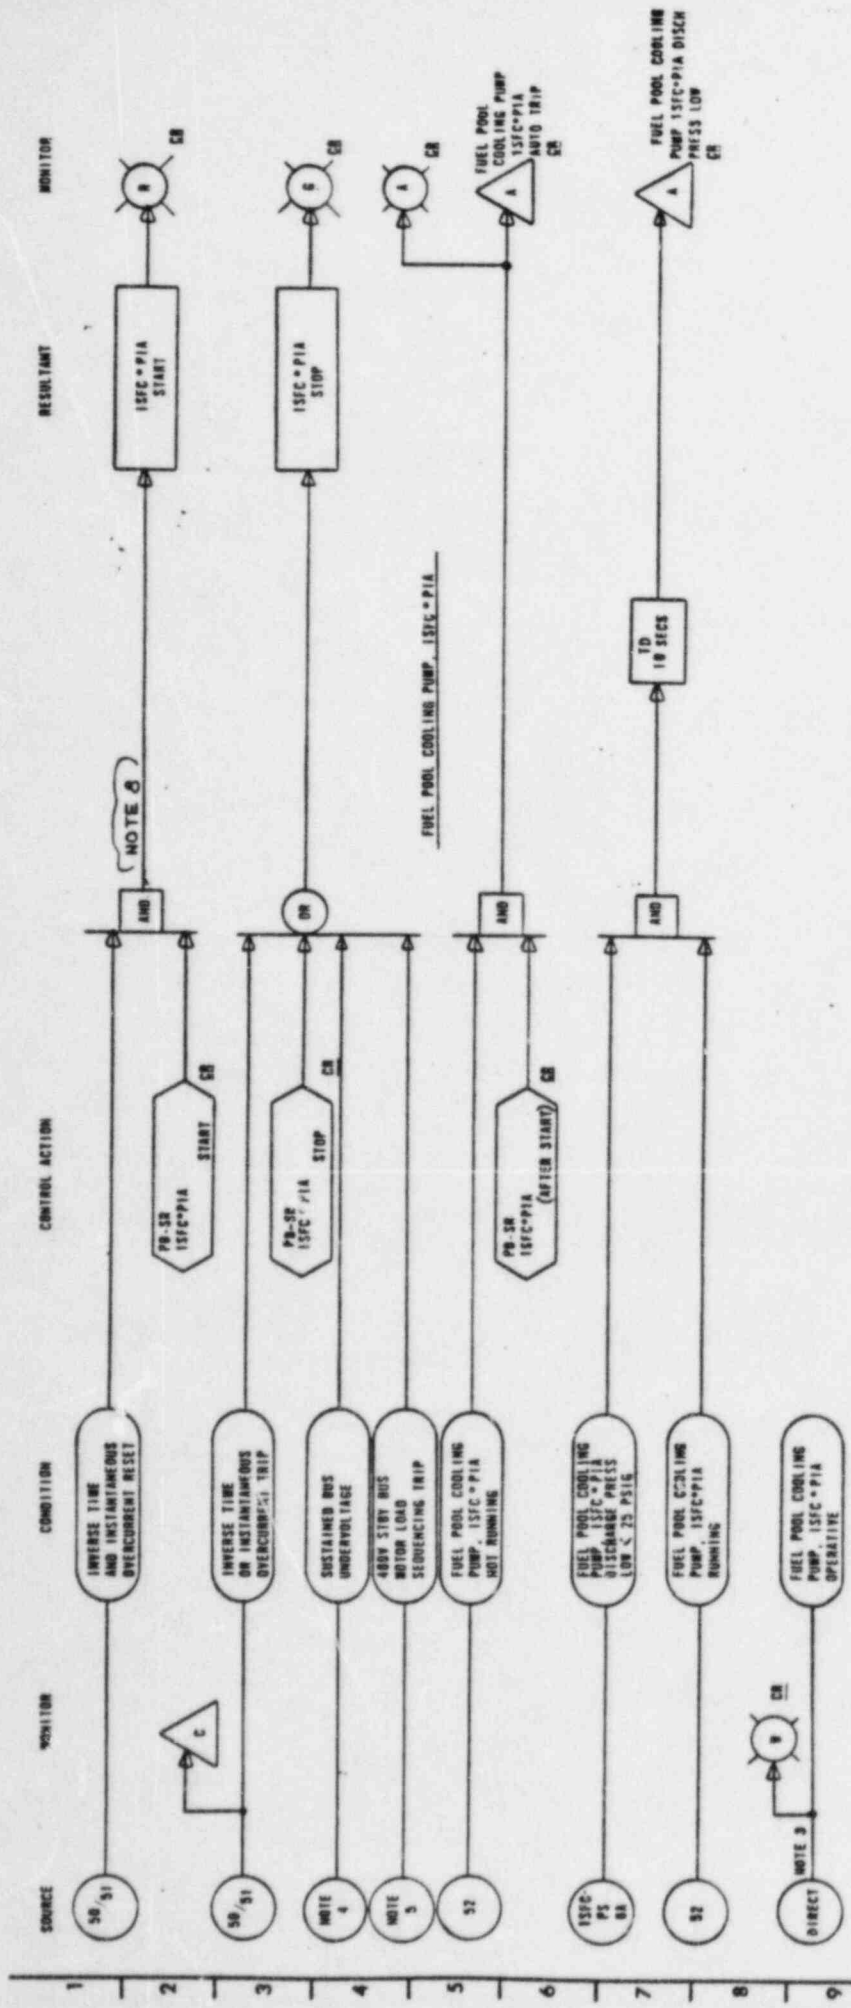 SOURCE
MONITOR
CONDITION
CONTROL ACTION
RESULTANT
MONITOR
1
2
3
4
5
6
7
8
9
50/51
INVERSE TIME
AND INSTANTANEOUS
OVERCURRENT RESET
PB-SR
1SFC*P1A
START
CR
AND
NOTE 8
1SFC*P1A
START
R
CR
50/51
C
INVERSE TIME
OR INSTANTANEOUS
OVERCURRENT TRIP
PB-SR
1SFC*P1A
STOP
CR
OR
1SFC*P1A
STOP
G
CR
NOTE
4
SUSTAINED BUS
UNDERVOLTAGE
NOTE
5
480V STBY BUS
MOTOR LOAD
SEQUENCING TRIP
FUEL POOL COOLING PUMP, 1SFC*P1A
52
FUEL POOL COOLING
PUMP, 1SFC*P1A
NOT RUNNING
PB-SR
1SFC*P1A
(AFTER START)
CR
AND
A
CR
A
FUEL POOL
COOLING PUMP
1SFC*P1A
AUTO TRIP
CR
1SFC-
PS
8A
FUEL POOL COOLING
PUMP, 1SFC*P1A
DISCHARGE PRESS
LOW < 25 PSIG
52
FUEL POOL COOLING
PUMP, 1SFC*P1A
RUNNING
AND
TD
10 SECS
A
FUEL POOL COOLING
PUMP 1SFC*P1A DISCH
PRESS LOW
CR
DIRECT
NOTE 3
W
CR
FUEL POOL COOLING
PUMP, 1SFC*P1A
OPERATIVE